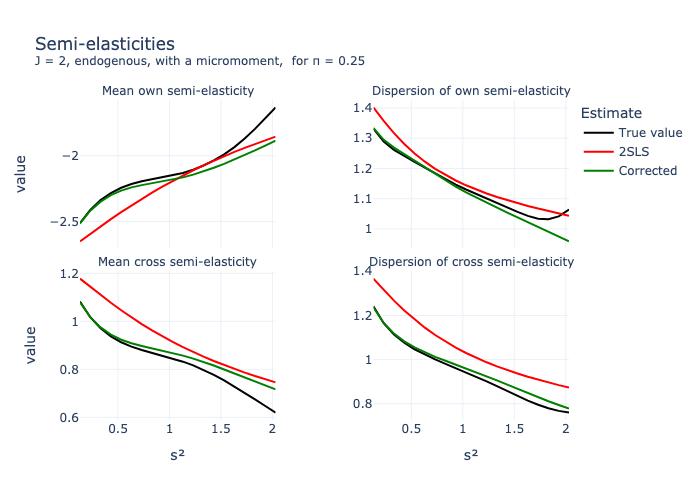 Semi-elasticities
J = 2, endogenous, with a micromoment,  for π = 0.25
Mean own semi-elasticity
Dispersion of own semi-elasticity
value
−2
−2.5
1.4
1.3
1.2
1.1
1
Estimate
True value
2SLS
Corrected
Mean cross semi-elasticity
Dispersion of cross semi-elasticity
value
1.2
1
0.8
0.6
1.4
1.2
1
0.8
0.5
1
1.5
2
0.5
1
1.5
2
s²
s²